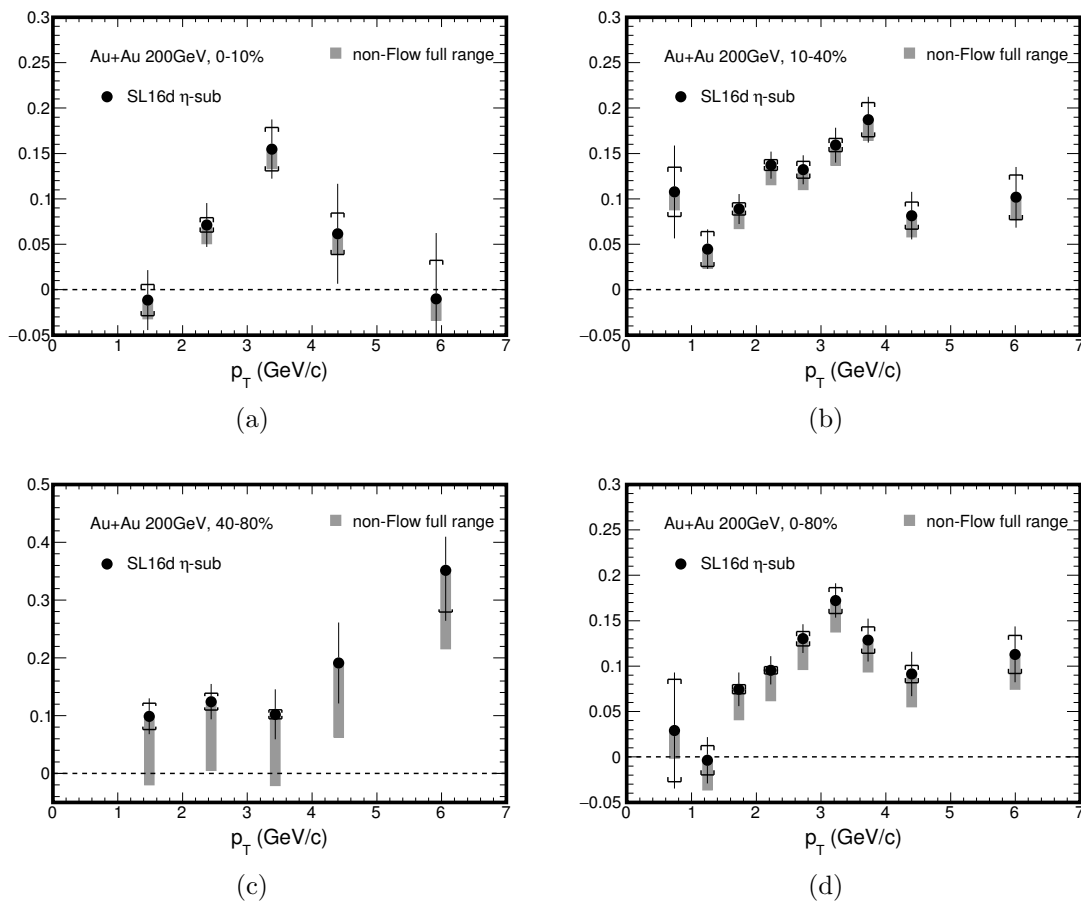 0.3
0.25
0.2
0.15
0.1
0.05
0
−0.05
Au+Au 200GeV, 0-10%
non-Flow full range
SL16d η-sub
0 1 2 3 4 5 6 7
p_T (GeV/c)
(a)
0.3
0.25
0.2
0.15
0.1
0.05
0
−0.05
Au+Au 200GeV, 10-40%
non-Flow full range
SL16d η-sub
0 1 2 3 4 5 6 7
p_T (GeV/c)
(b)
0.5
0.4
0.3
0.2
0.1
0
Au+Au 200GeV, 40-80%
non-Flow full range
SL16d η-sub
0 1 2 3 4 5 6 7
p_T (GeV/c)
(c)
0.3
0.25
0.2
0.15
0.1
0.05
0
−0.05
Au+Au 200GeV, 0-80%
non-Flow full range
SL16d η-sub
0 1 2 3 4 5 6 7
p_T (GeV/c)
(d)